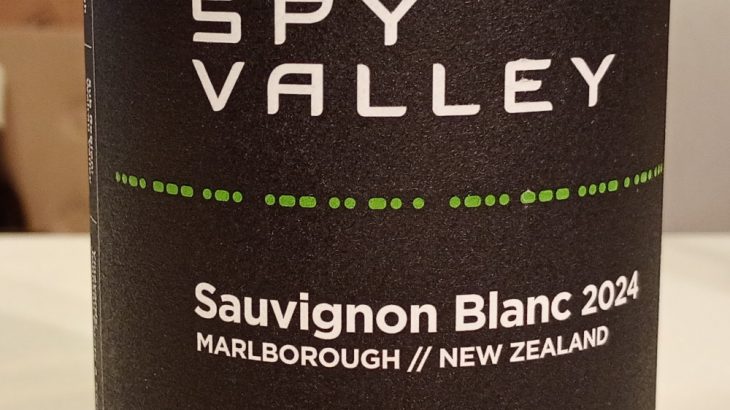 SPY
VALLEY
Sauvignon Blanc 2024
MARLBOROUGH // NEW ZEALAND